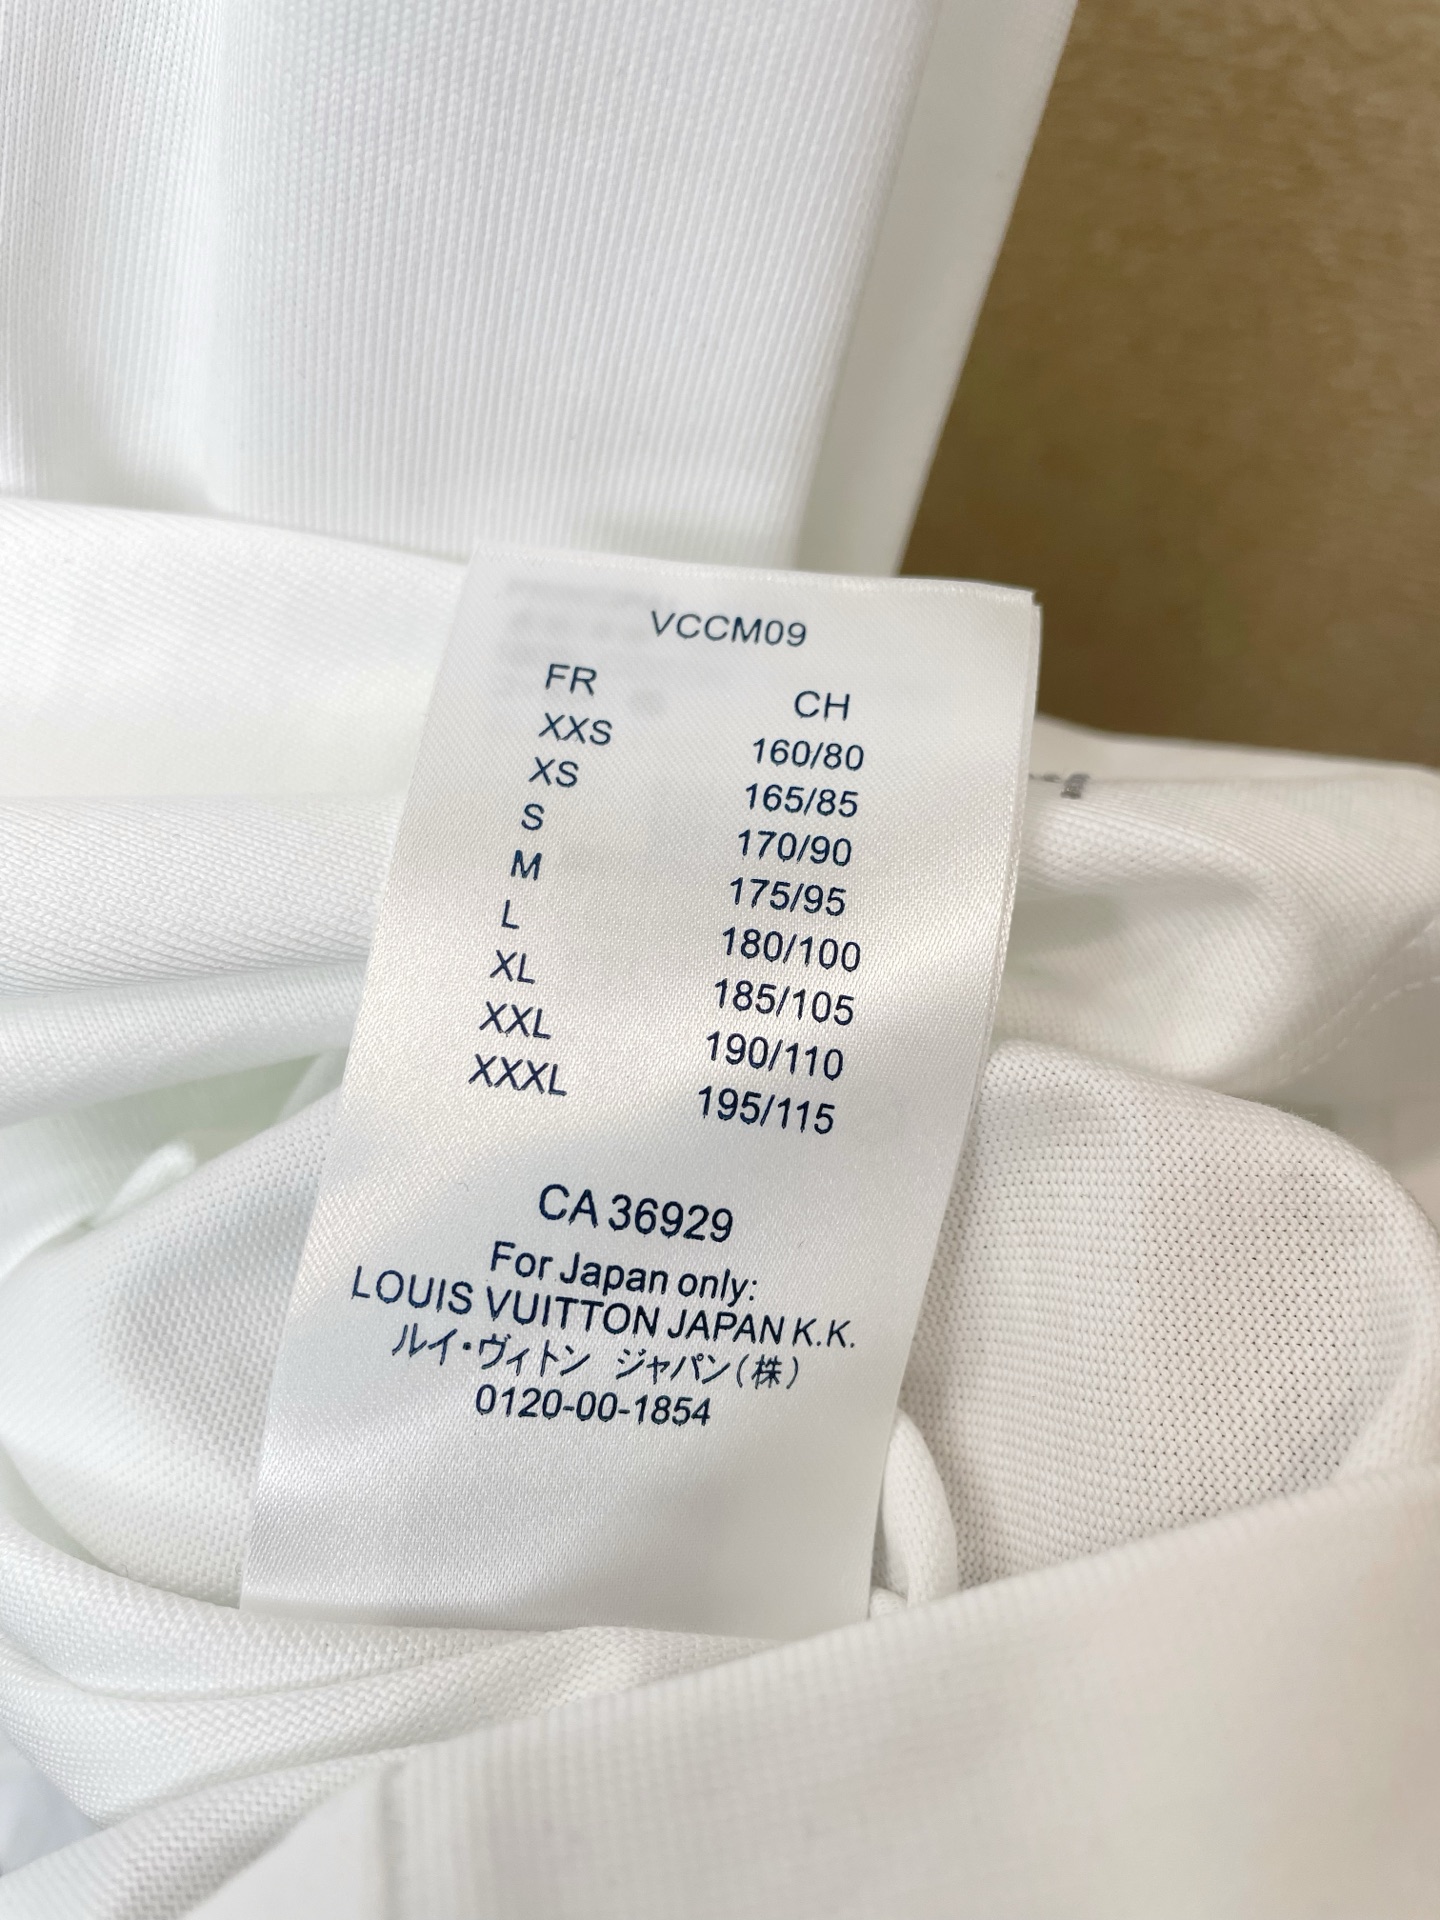 VCCM09
FR CH
XXS 160/80
XS 165/85
S 170/90
M 175/95
L 180/100
XL 185/105
XXL 190/110
XXXL 195/115
CA 36929
For Japan only:
LOUIS VUITTON JAPAN K.K.
ルイ・ヴィトン ジャパン(株)
0120-00-1854